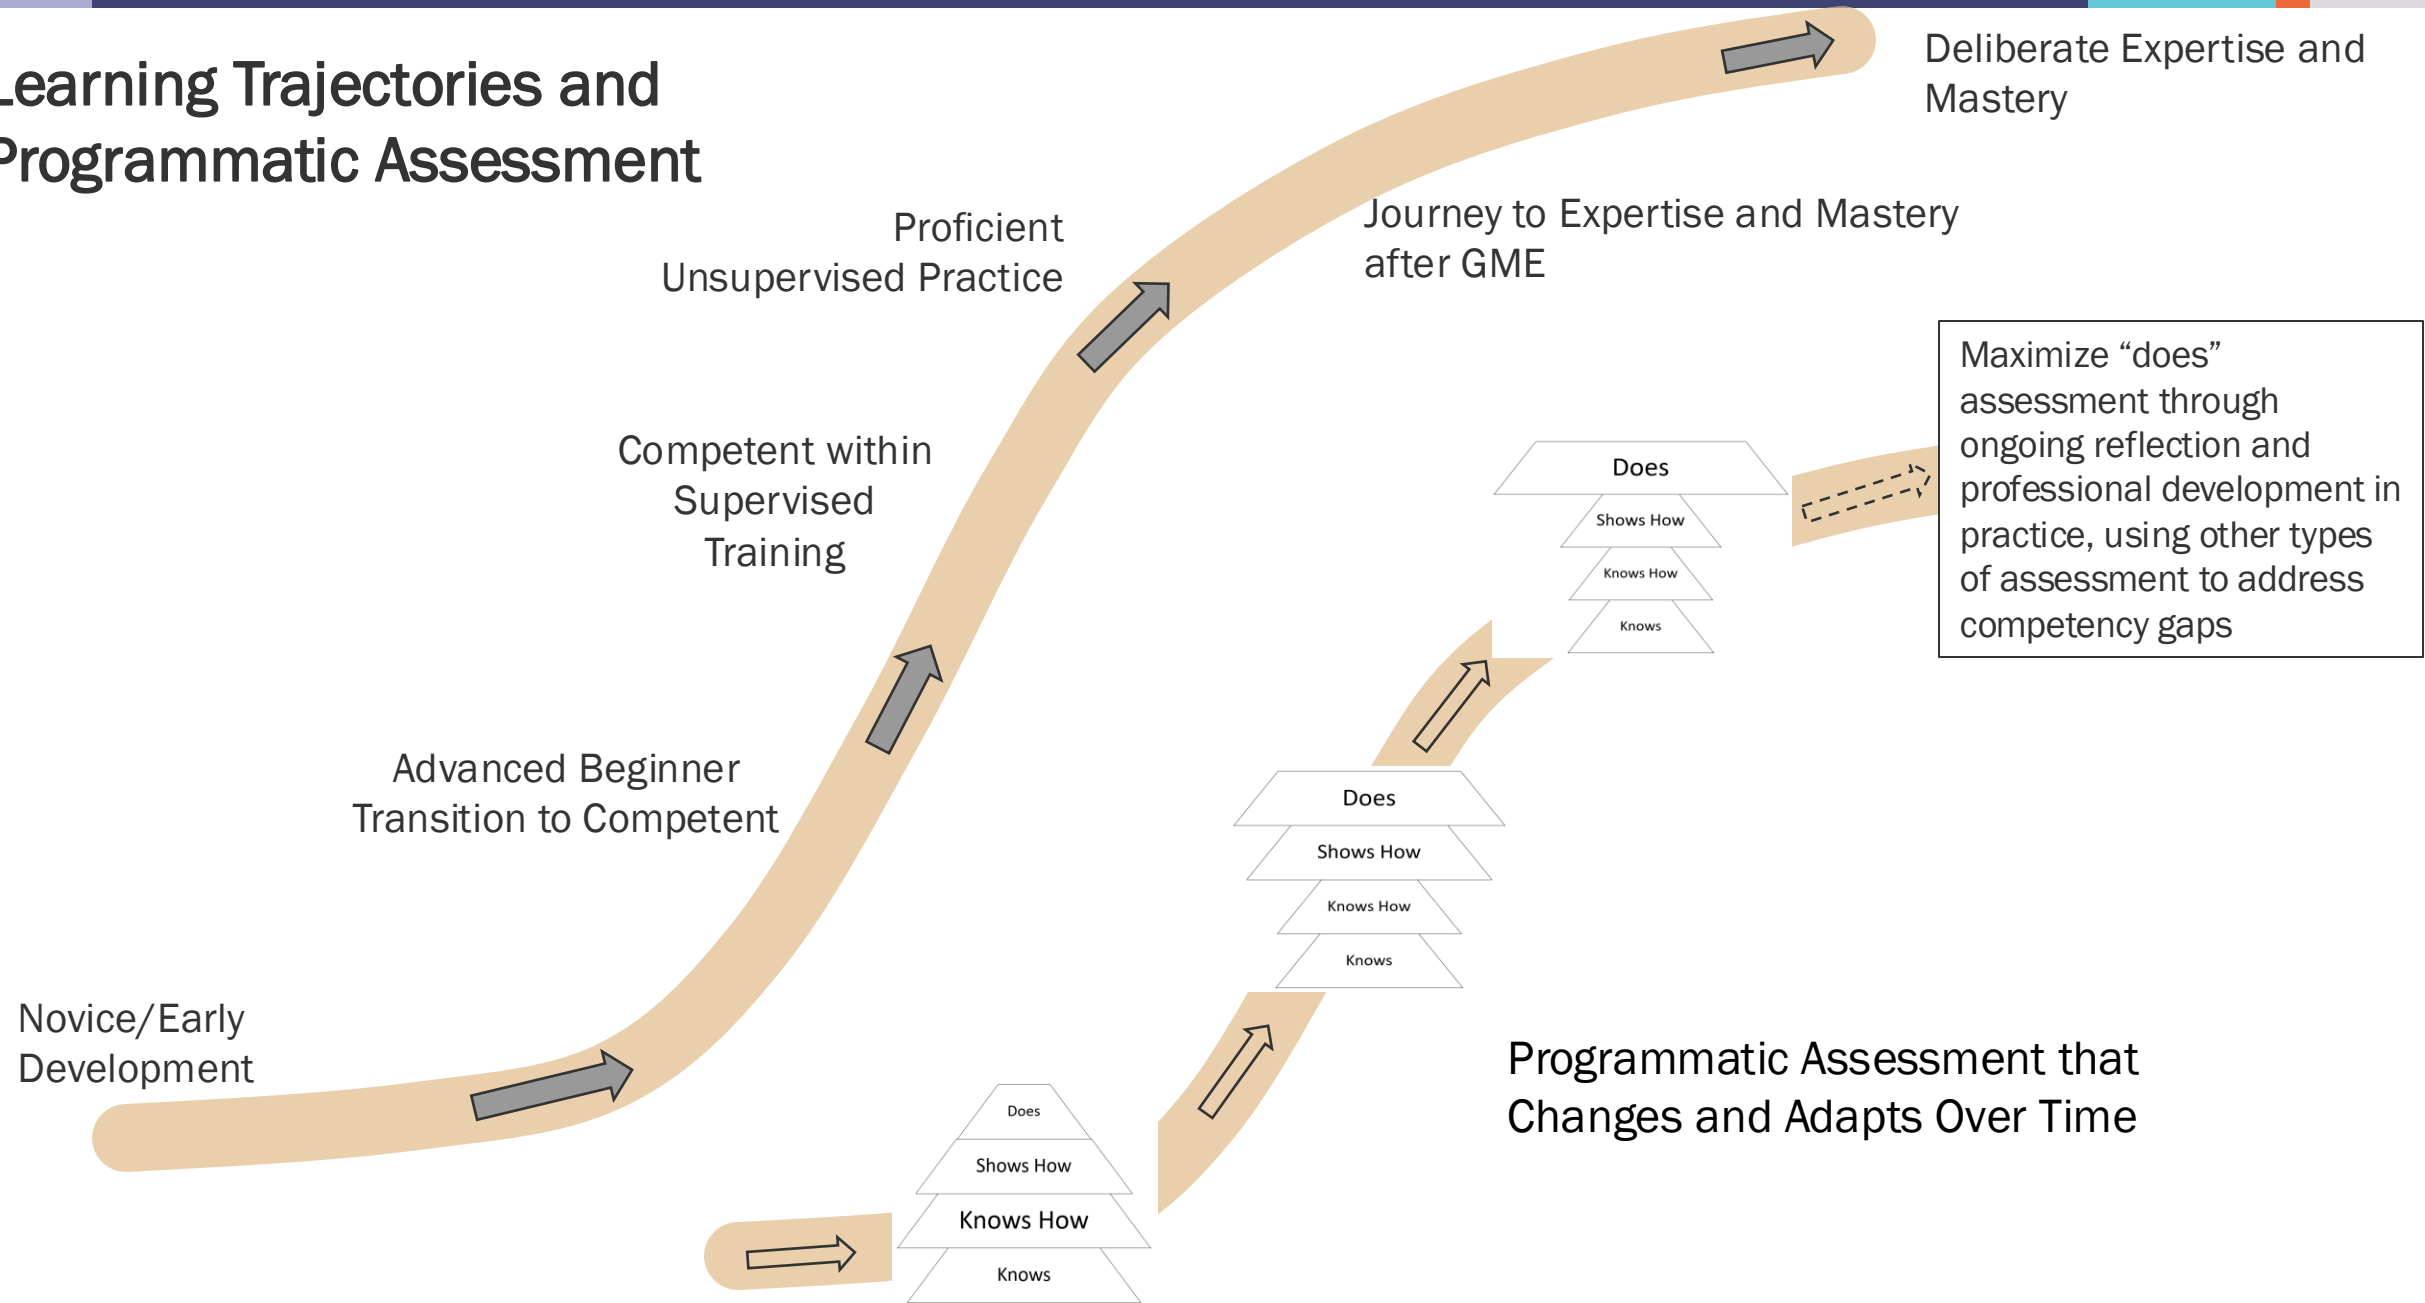 Learning Trajectories and
Programmatic Assessment
Deliberate Expertise and
Mastery
Proficient
Unsupervised Practice
Journey to Expertise and Mastery
after GME
Competent within
Supervised
Training
Maximize “does”
assessment through
ongoing reflection and
professional development in
practice, using other types
of assessment to address
competency gaps
Does
Shows How
Knows How
Knows
Advanced Beginner
Transition to Competent
Does
Shows How
Knows How
Knows
Novice/Early
Development
Programmatic Assessment that
Changes and Adapts Over Time
Does
Shows How
Knows How
Knows